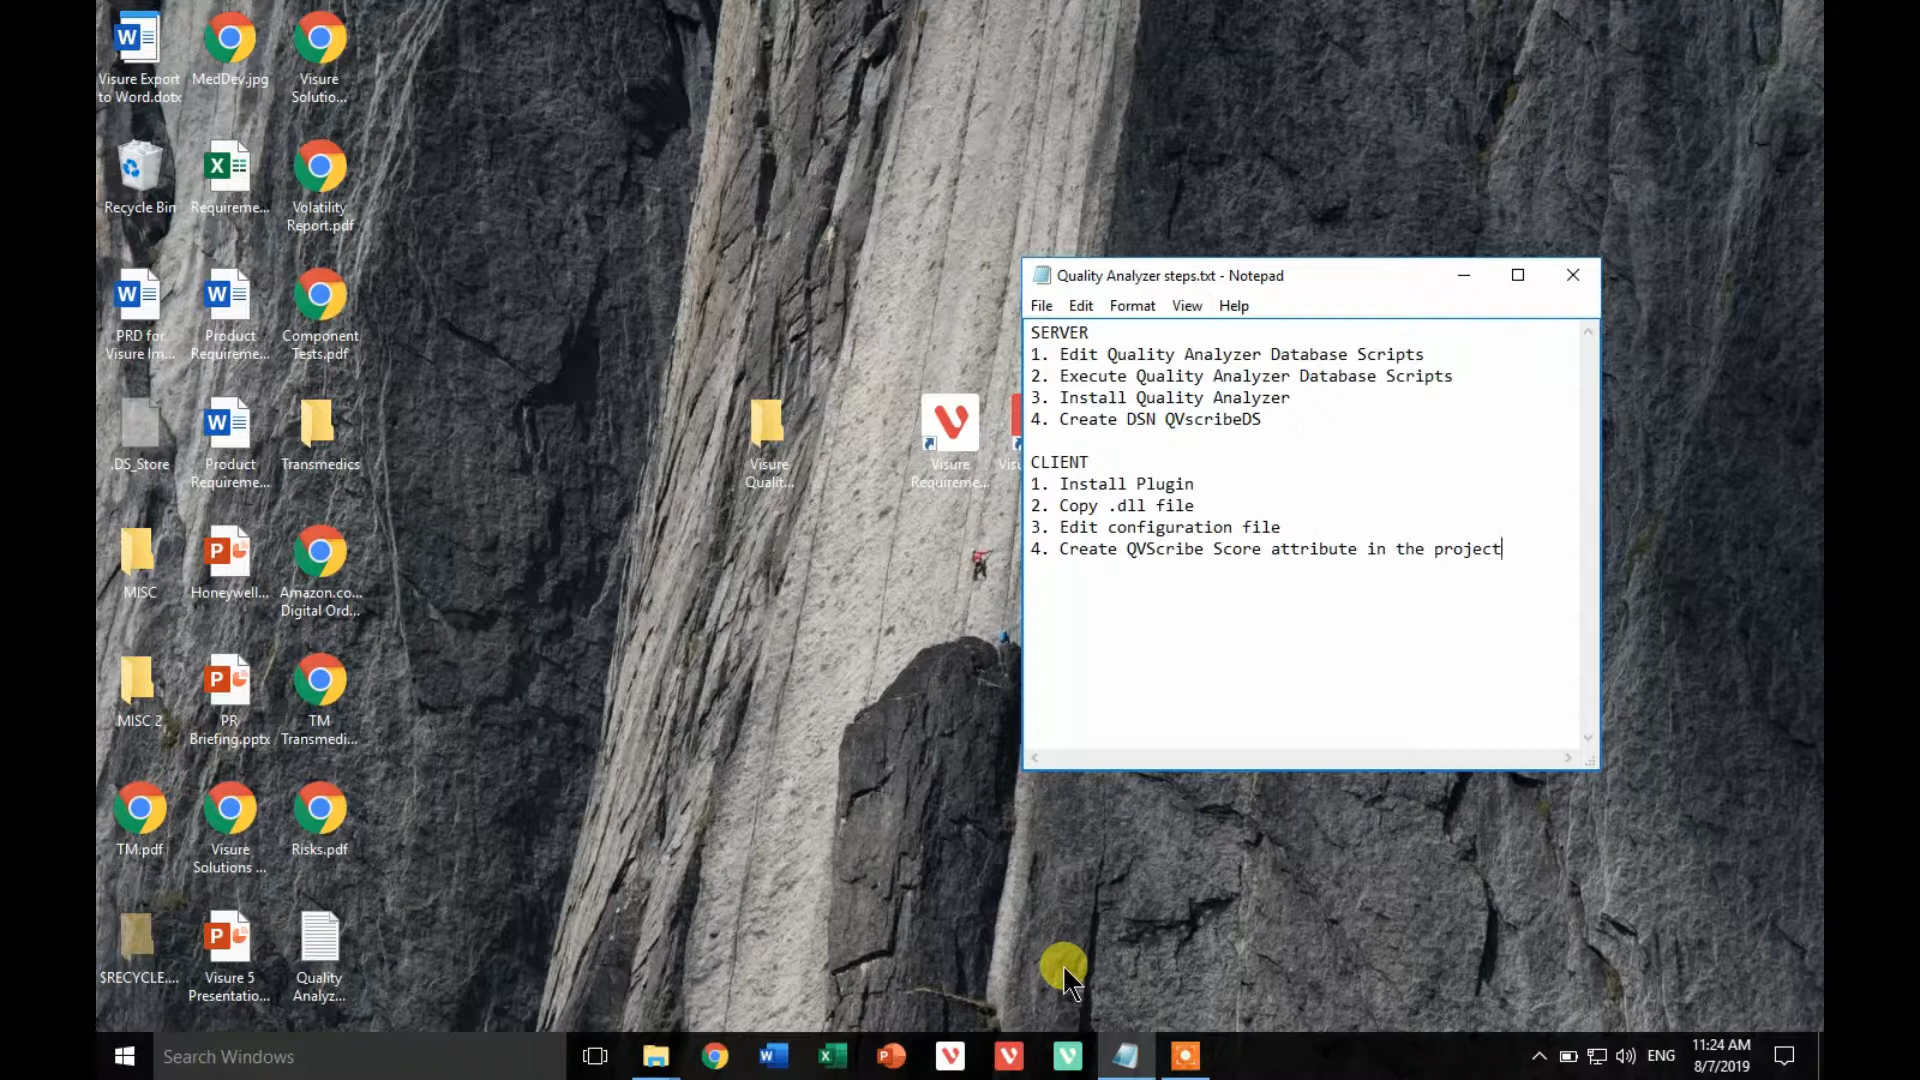 Visure Export
to Word.dotx
MedDev.jpg
Visure
Solutio...
Recycle Bin
Requireme...
Volatility
Report.pdf
PRD for
Visure Im...
Product
Requireme...
Component
Tests.pdf
.DS_Store
Product
Requireme...
Transmedics
MISC
Honeywell...
Amazon.co...
Digital Ord...
MISC 2
PR
Briefing.pptx
TM
Transmedi...
TM.pdf
Visure
Solutions ...
Risks.pdf
$RECYCLE....
Visure 5
Presentatio...
Quality
Analyz...
Visure
Qualit...
Visure
Requireme...
Quality Analyzer steps.txt - Notepad
File Edit Format View Help
SERVER
1. Edit Quality Analyzer Database Scripts
2. Execute Quality Analyzer Database Scripts
3. Install Quality Analyzer
4. Create DSN QVscribeDS
CLIENT
1. Install Plugin
2. Copy .dll file
3. Edit configuration file
4. Create QVScribe Score attribute in the project
Search Windows
ENG
11:24 AM
8/7/2019